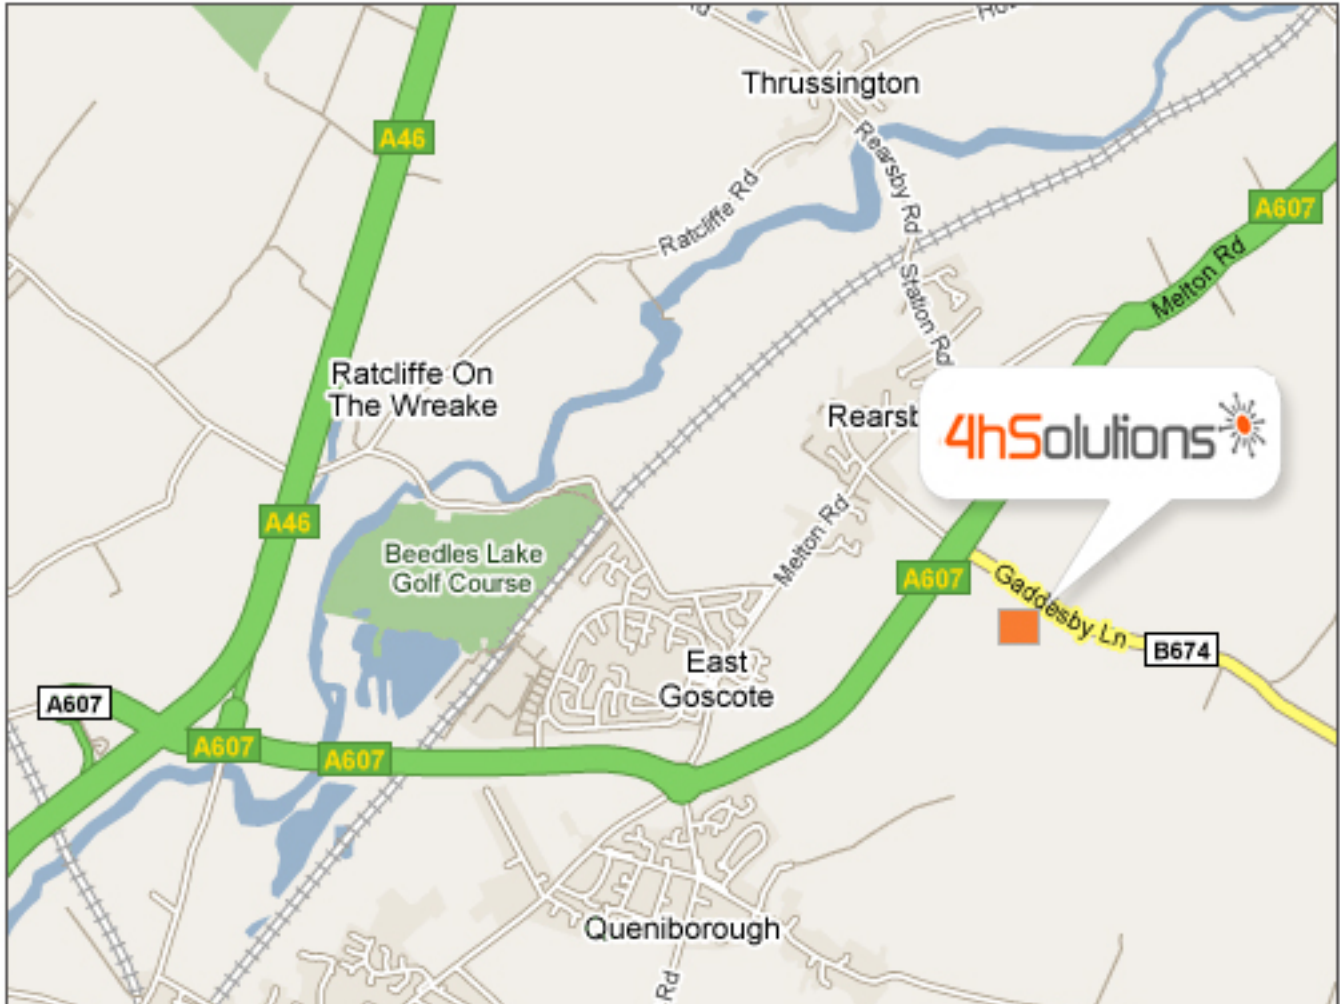 Thrussington
A46
Rearsby Rd
A607
Ratcliffe Rd
Melton Rd
Station Rd
Ratcliffe On
The Wreake
Rearsb
4hSolutions
A46
Beedles Lake
Golf Course
Melton Rd
A607
Gaddesby Ln
B674
East
Goscote
A607
A607
A607
Queniborough
Rd